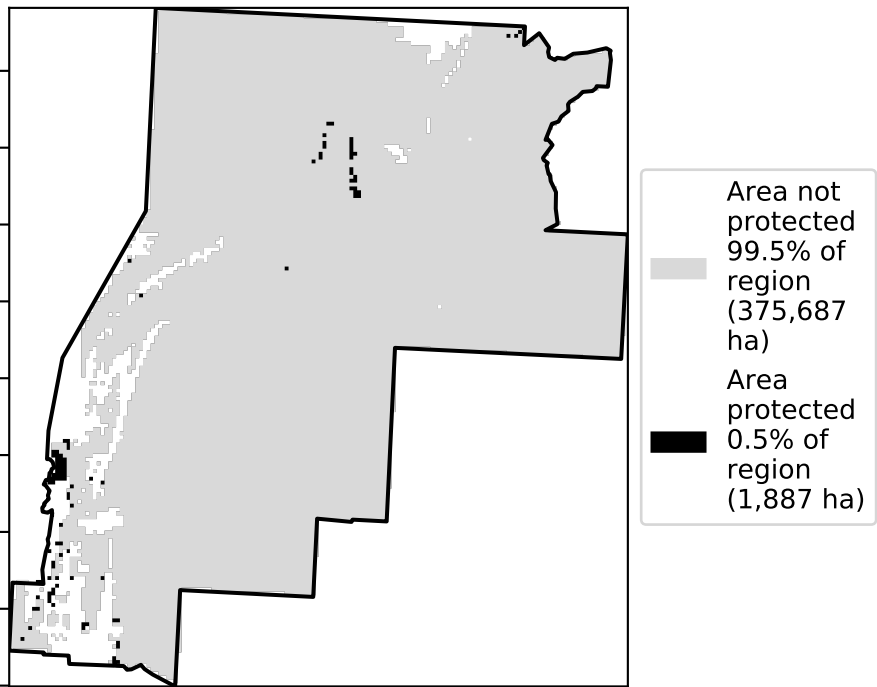 Area not
protected
99.5% of
region
(375,687
ha)
Area
protected
0.5% of
region
(1,887 ha)